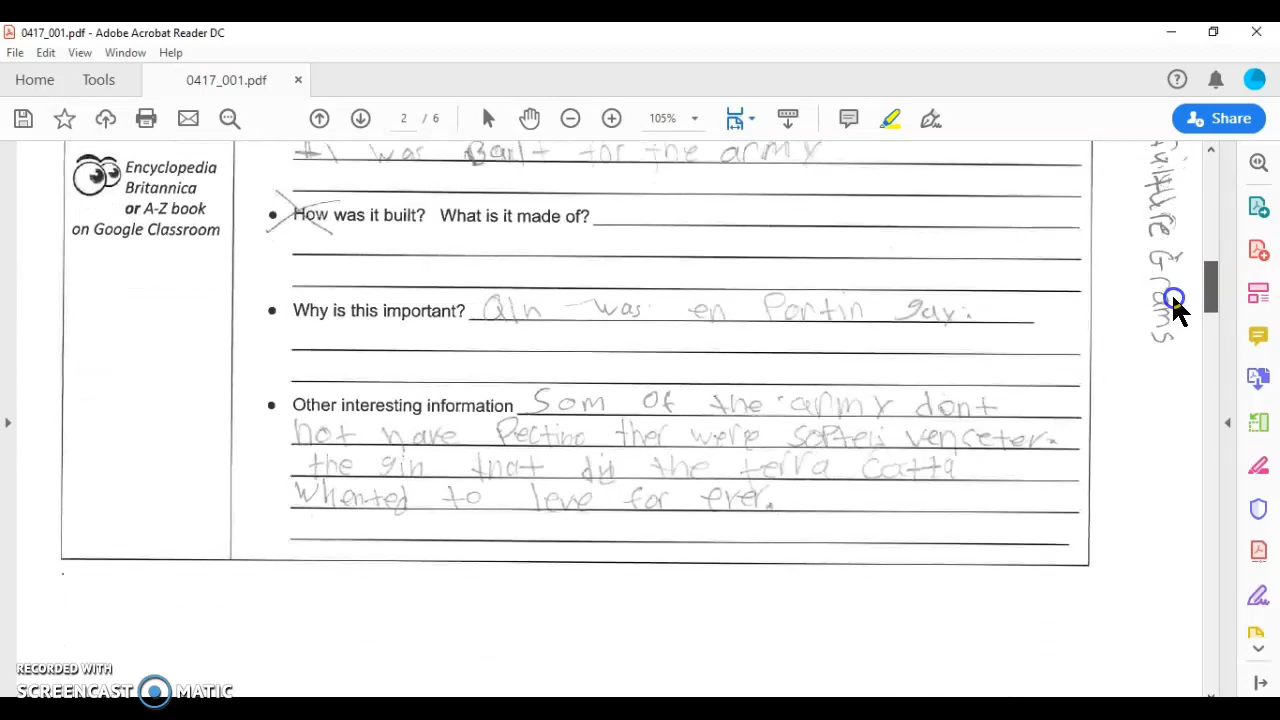 0417_001.pdf - Adobe Acrobat Reader DC
File Edit View Window Help
Home Tools 0417_001.pdf
2 / 6 105% Share
Encyclopedia
Britannica
or A-Z book
on Google Classroom
It was Bailt for the army
How was it built? What is it made of?
Why is this important? Qin was en Portin gay.
Other interesting information Som of the army dont
not have Pecting ther were softer
the gin that did the terra Cotta
Whented to leve for ever.
RECORDED WITH
SCREENCAST MATIC